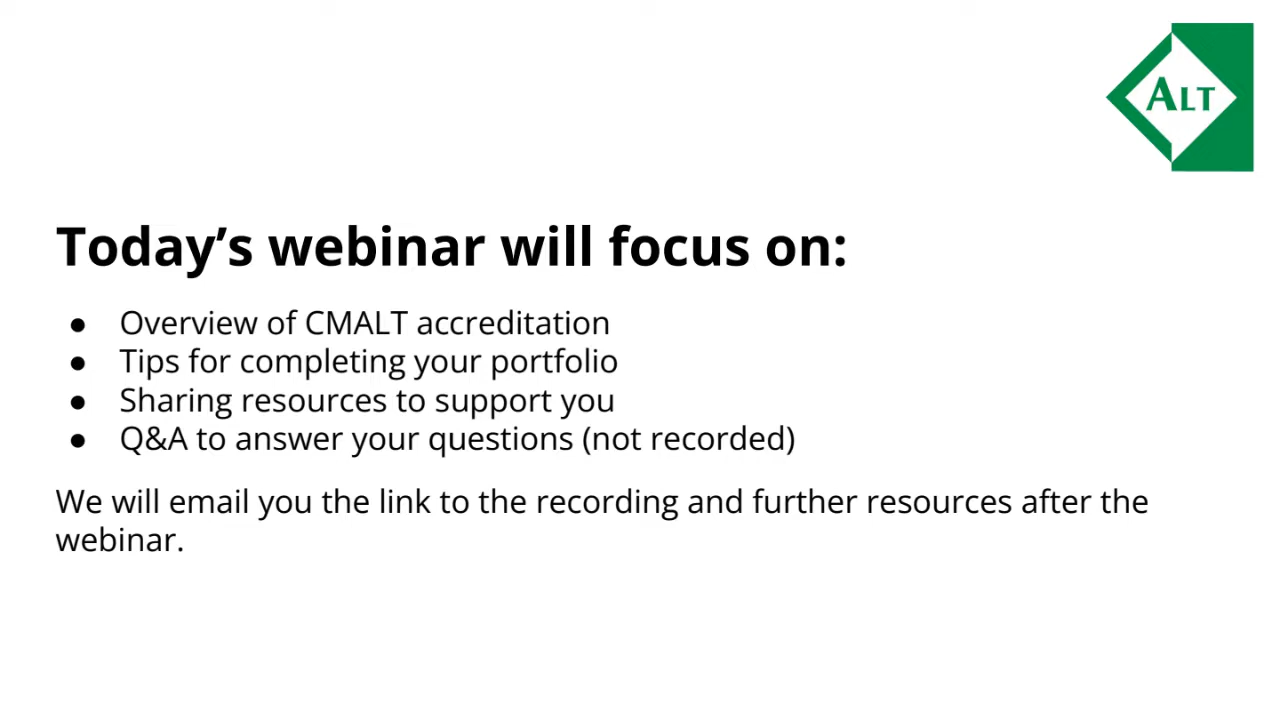 ALT
Today’s webinar will focus on:
● Overview of CMALT accreditation
● Tips for completing your portfolio
● Sharing resources to support you
● Q&A to answer your questions (not recorded)
We will email you the link to the recording and further resources after the
webinar.